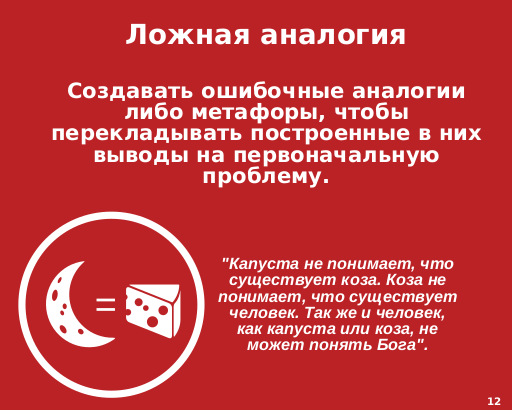 Ложная аналогия
Создавать ошибочные аналогии
либо метафоры, чтобы
перекладывать построенные в них
выводы на первоначальную
проблему.
=
"Капуста не понимает, что
существует коза. Коза не
понимает, что существует
человек. Так же и человек,
как капуста или коза, не
может понять Бога".
12